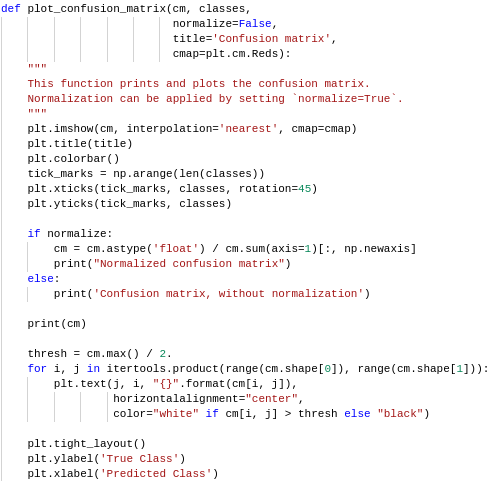 def plot_confusion_matrix(cm, classes,
                          normalize=False,
                          title='Confusion matrix',
                          cmap=plt.cm.Reds):
    """
    This function prints and plots the confusion matrix.
    Normalization can be applied by setting `normalize=True`.
    """
    plt.imshow(cm, interpolation='nearest', cmap=cmap)
    plt.title(title)
    plt.colorbar()
    tick_marks = np.arange(len(classes))
    plt.xticks(tick_marks, classes, rotation=45)
    plt.yticks(tick_marks, classes)

    if normalize:
        cm = cm.astype('float') / cm.sum(axis=1)[:, np.newaxis]
        print("Normalized confusion matrix")
    else:
        print('Confusion matrix, without normalization')

    print(cm)

    thresh = cm.max() / 2.
    for i, j in itertools.product(range(cm.shape[0]), range(cm.shape[1])):
        plt.text(j, i, "{}".format(cm[i, j]),
                 horizontalalignment="center",
                 color="white" if cm[i, j] > thresh else "black")

    plt.tight_layout()
    plt.ylabel('True Class')
    plt.xlabel('Predicted Class')